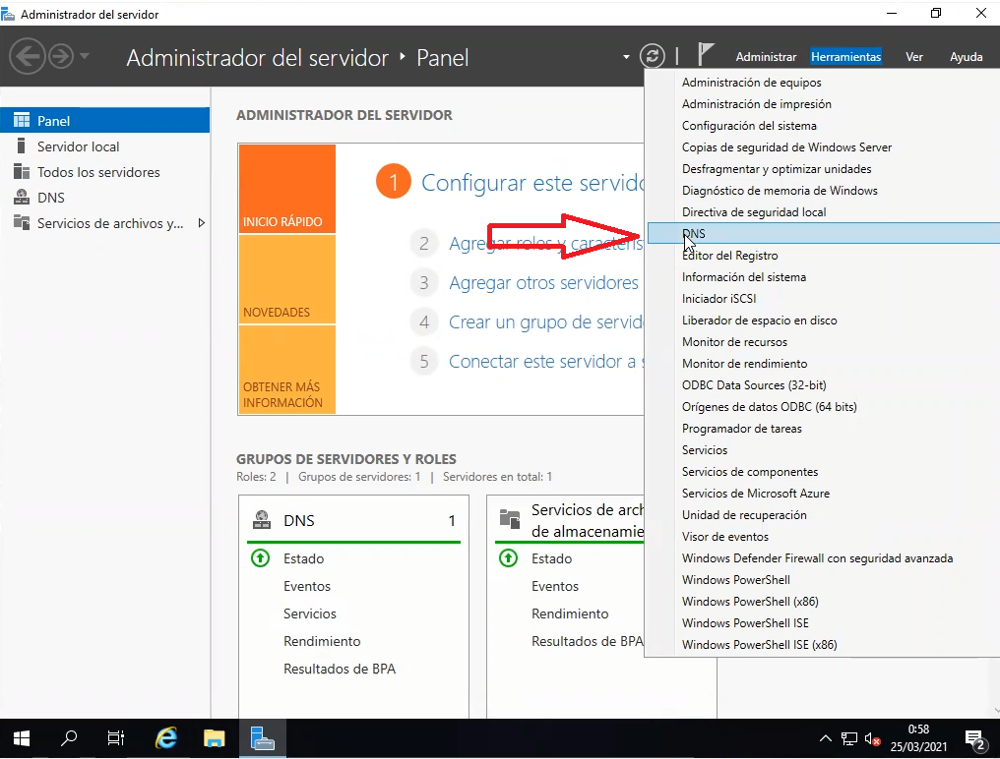 Administrador del servidor
Administrador del servidor ‣ Panel
Administrar
Herramientas
Ver
Ayuda
Panel
Servidor local
Todos los servidores
DNS
Servicios de archivos y...
ADMINISTRADOR DEL SERVIDOR
INICIO RÁPIDO
NOVEDADES
OBTENER MÁS
INFORMACIÓN
1 Configurar este servido
2 Agregar roles y caracterís
3 Agregar otros servidores
4 Crear un grupo de servid
5 Conectar este servidor a s
GRUPOS DE SERVIDORES Y ROLES
Roles: 2 | Grupos de servidores: 1 | Servidores en total: 1
DNS 1
Estado
Eventos
Servicios
Rendimiento
Resultados de BPA
Servicios de arch
de almacenamie
Estado
Eventos
Rendimiento
Resultados de BPA
Administración de equipos
Administración de impresión
Configuración del sistema
Copias de seguridad de Windows Server
Desfragmentar y optimizar unidades
Diagnóstico de memoria de Windows
Directiva de seguridad local
DNS
Editor del Registro
Información del sistema
Iniciador iSCSI
Liberador de espacio en disco
Monitor de recursos
Monitor de rendimiento
ODBC Data Sources (32-bit)
Orígenes de datos ODBC (64 bits)
Programador de tareas
Servicios
Servicios de componentes
Servicios de Microsoft Azure
Unidad de recuperación
Visor de eventos
Windows Defender Firewall con seguridad avanzada
Windows PowerShell
Windows PowerShell (x86)
Windows PowerShell ISE
Windows PowerShell ISE (x86)
0:58
25/03/2021
2